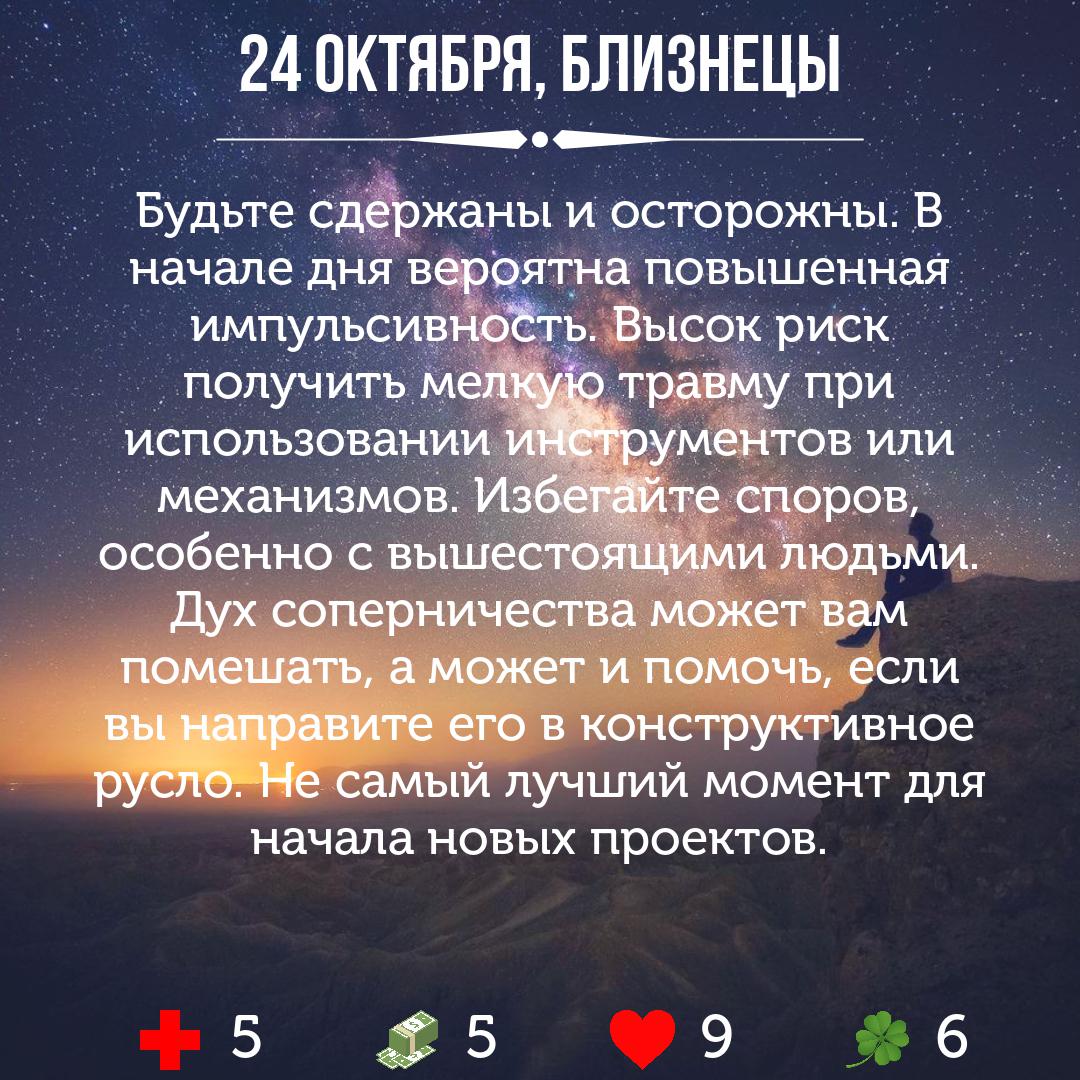 24 ОКТЯБРЯ, БЛИЗНЕЦЫ
Будьте сдержаны и осторожны. В
начале дня вероятна повышенная
импульсивность. Высок риск
получить мелкую травму при
использовании инструментов или
механизмов. Избегайте споров,
особенно с вышестоящими людьми.
Дух соперничества может вам
помешать, а может и помочь, если
вы направите его в конструктивное
русло. Не самый лучший момент для
начала новых проектов.
5 5 9 6